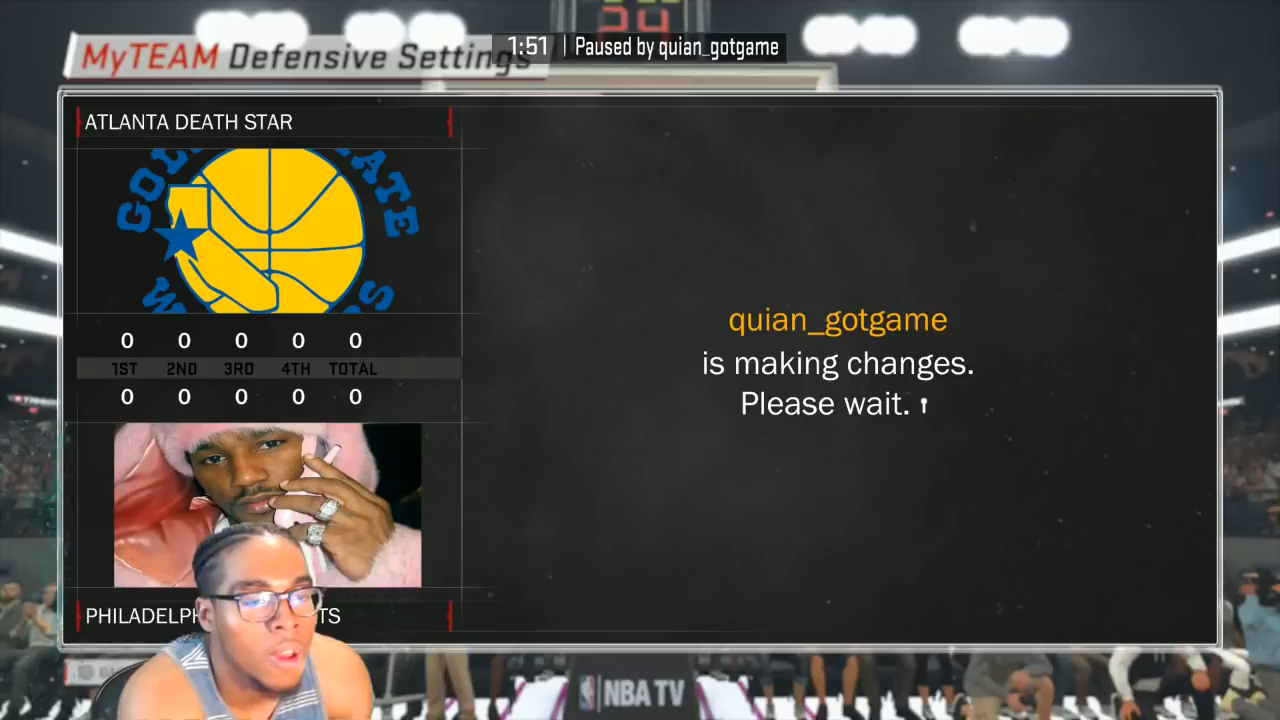 24
1:51 | Paused by quian_gotgame
MyTEAM Defensive Settings
ATLANTA DEATH STAR
0 0 0 0 0
1ST 2ND 3RD 4TH TOTAL
0 0 0 0 0
quian_gotgame
is making changes.
Please wait.
NBA TV